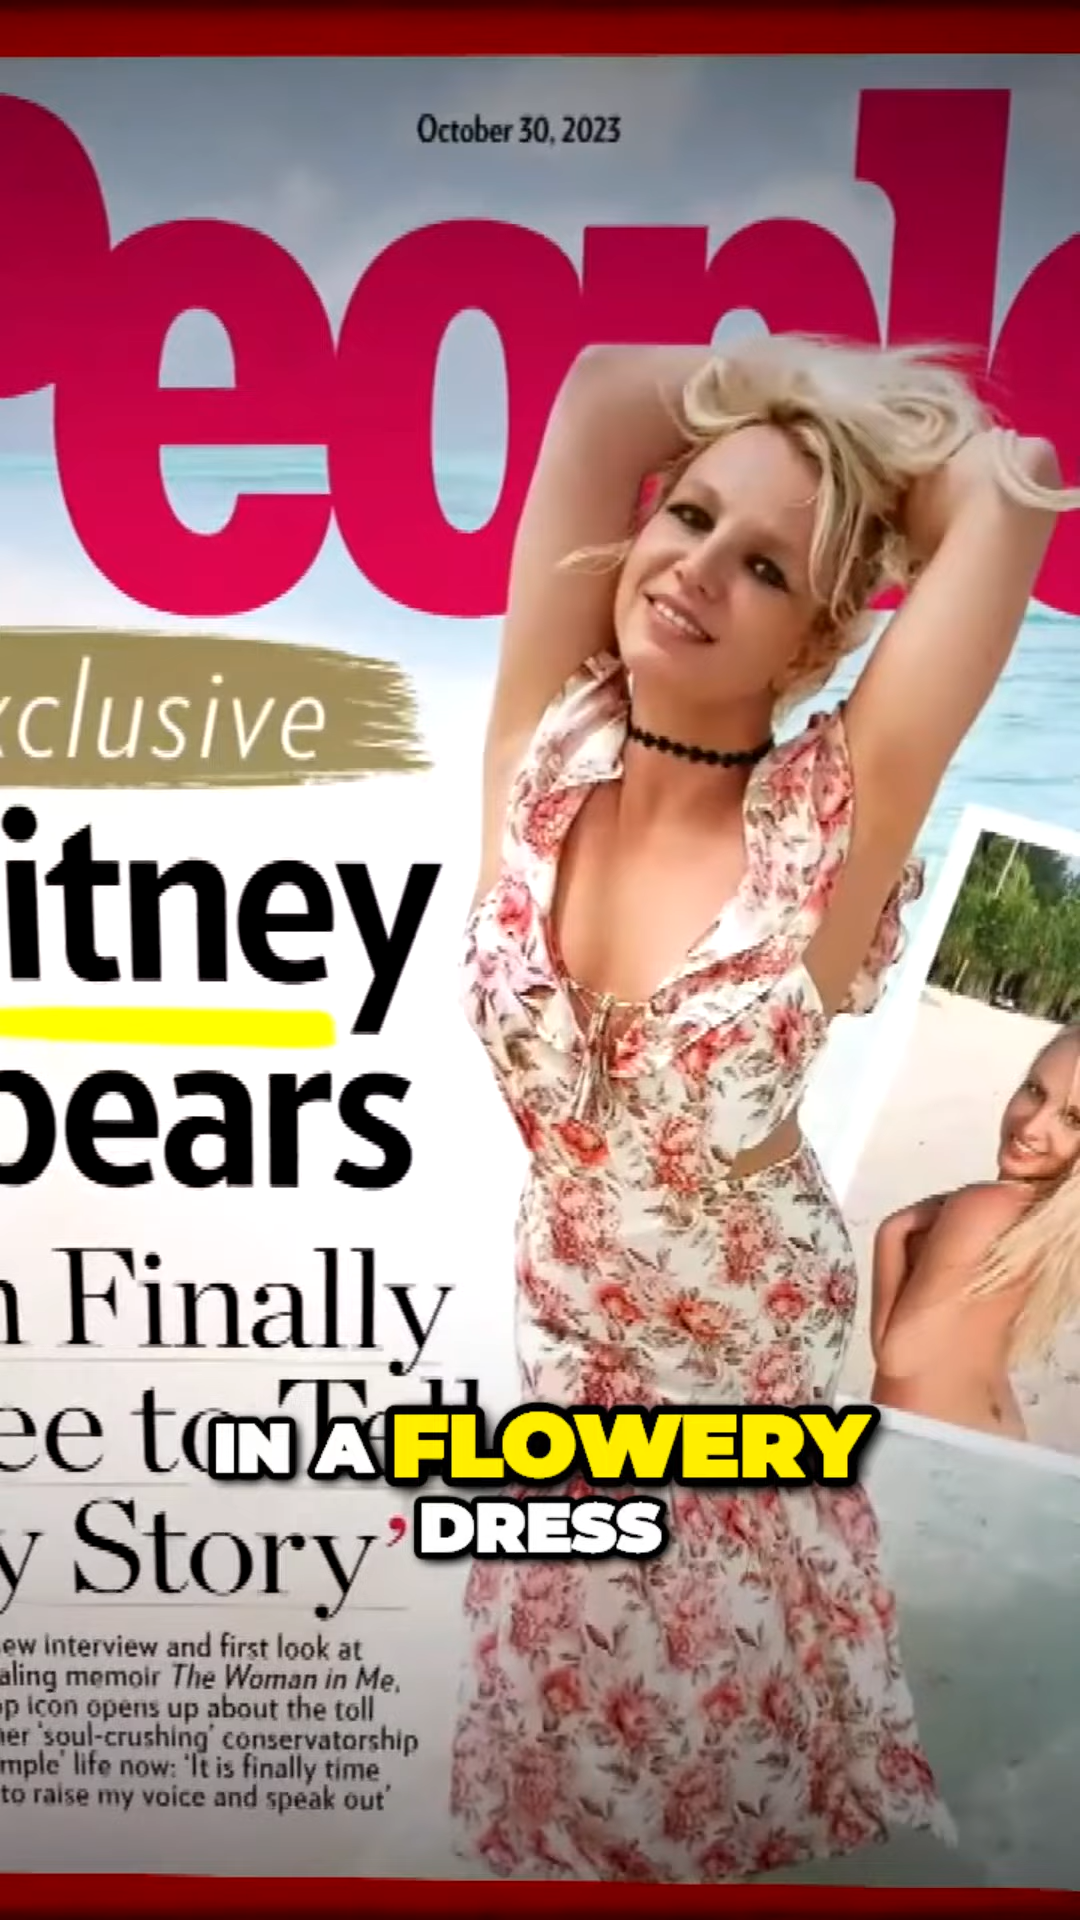 October 30, 2023
People
xclusive
itney
pears
n Finally
ee to Tell
y Story’
IN A FLOWERY
DRESS
ew interview and first look at
aling memoir The Woman in Me,
op icon opens up about the toll
her ‘soul-crushing’ conservatorship
mple’ life now: ‘It is finally time
to raise my voice and speak out’